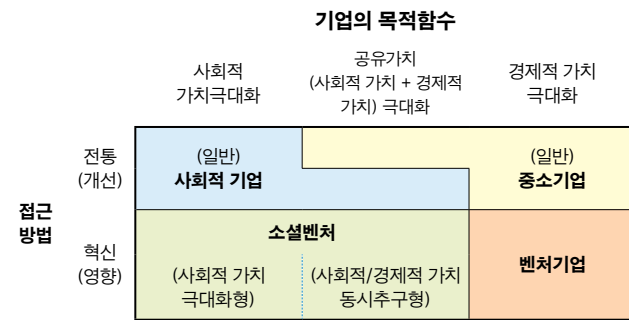 기업의 목적함수
사회적
가치극대화
공유가치
(사회적 가치 + 경제적
가치) 극대화
경제적 가치
극대화
접근
방법
전통
(개선)
(일반)
사회적 기업
(일반)
중소기업
혁신
(영향)
소셜벤처
(사회적 가치
극대화형)
(사회적/경제적 가치
동시추구형)
벤처기업